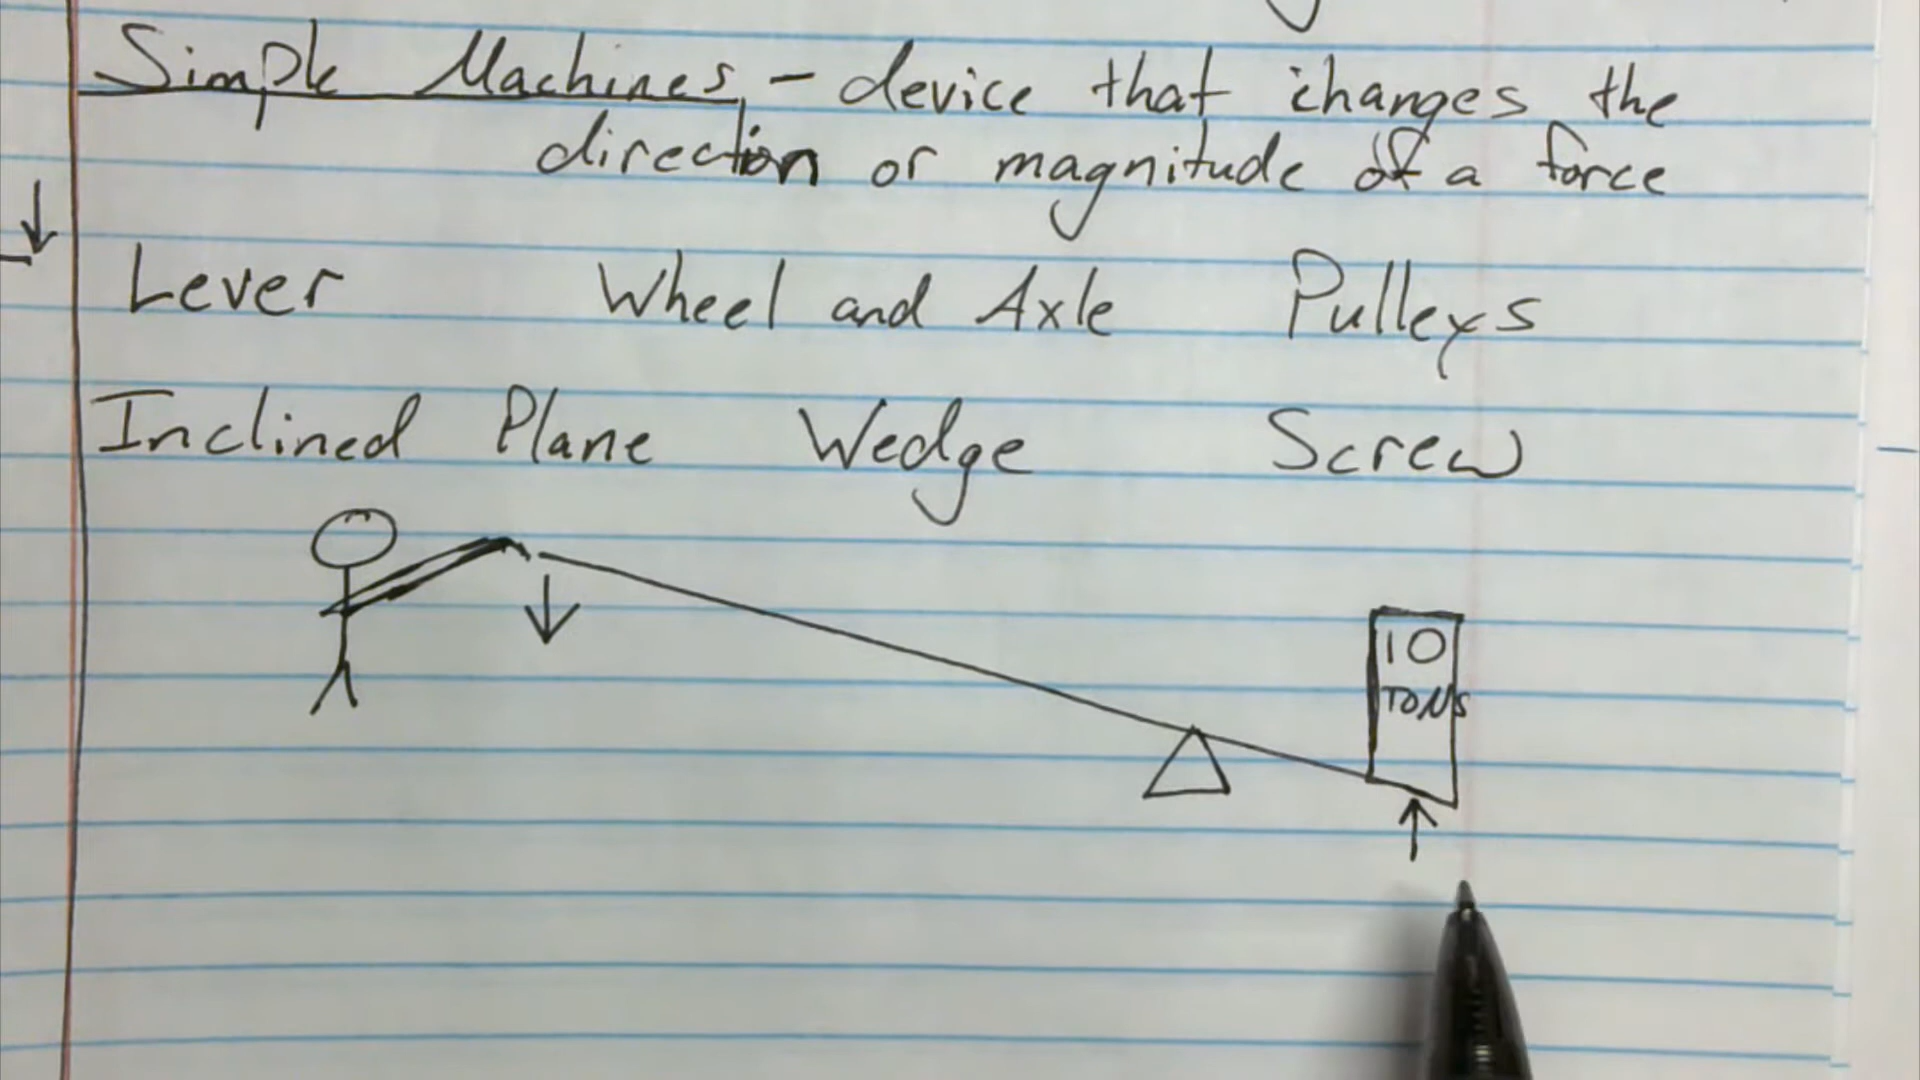 Simple Machines - device that changes the
direction or magnitude of a force
Lever Wheel and Axle Pulleys
Inclined Plane Wedge Screw
10
TONS